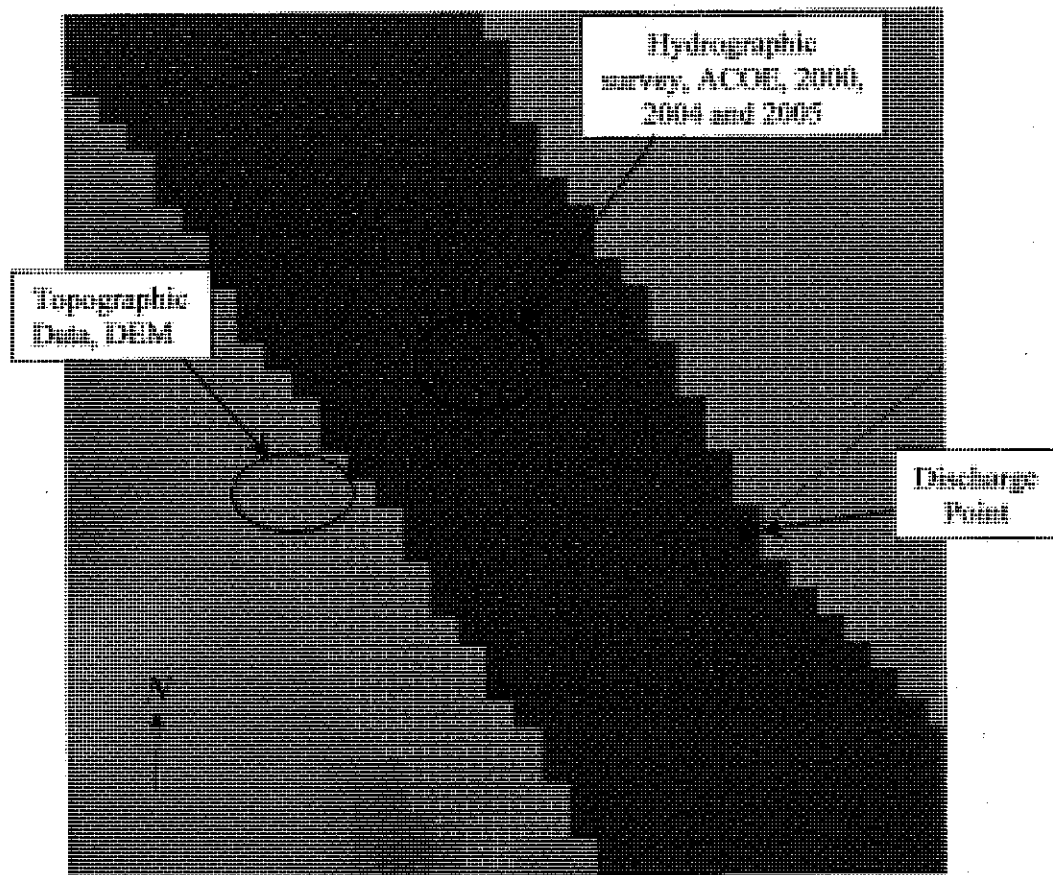 Hydrographic
survey, ACOE, 2000,
2004 and 2005
Topographic
Data, DEM
Discharge
Point
N